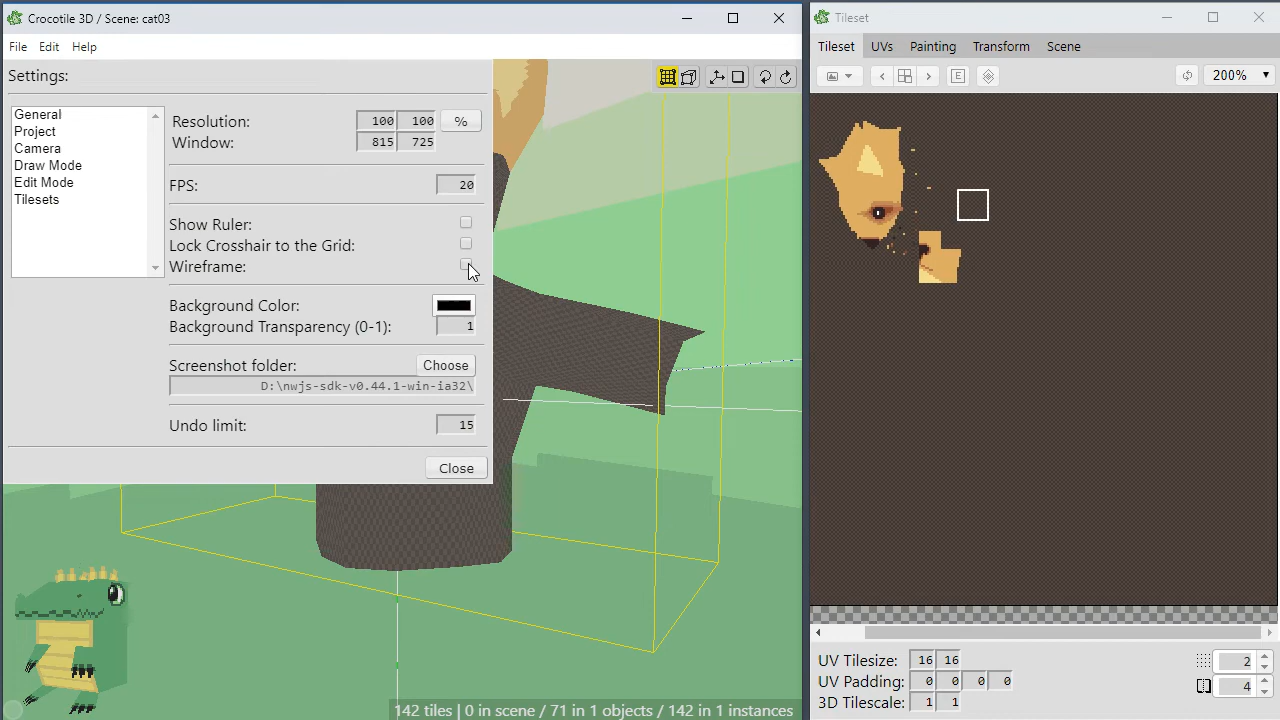 Crocotile 3D / Scene: cat03
File Edit Help
Settings:
General
Project
Camera
Draw Mode
Edit Mode
Tilesets
Resolution: 100 100 %
Window: 815 725
FPS: 20
Show Ruler:
Lock Crosshair to the Grid:
Wireframe:
Background Color:
Background Transparency (0-1): 1
Screenshot folder: Choose
D:\nwjs-sdk-v0.44.1-win-ia32\
Undo limit: 15
Close
142 tiles | 0 in scene / 71 in 1 objects / 142 in 1 instances
Tileset
Tileset UVs Painting Transform Scene
E 200%
UV Tilesize: 16 16 2
UV Padding: 0 0 0 0 4
3D Tilescale: 1 1